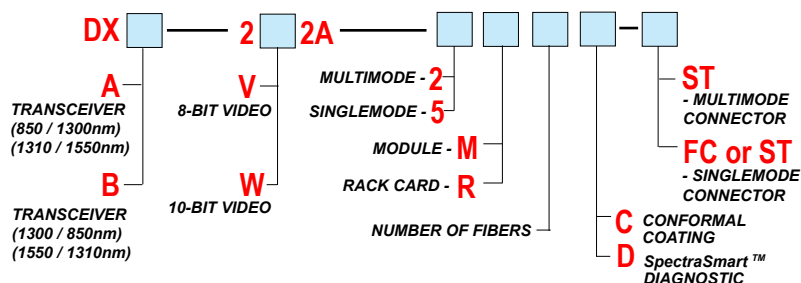 DX — 2 2A — –
A
TRANSCEIVER
(850 / 1300nm)
(1310 / 1550nm)
B
TRANSCEIVER
(1300 / 850nm)
(1550 / 1310nm)
V
8-BIT VIDEO
W
10-BIT VIDEO
MULTIMODE - 2
SINGLEMODE - 5
MODULE - M
RACK CARD - R
NUMBER OF FIBERS
C CONFORMAL
COATING
D SpectraSmart ™
DIAGNOSTIC
ST
- MULTIMODE
CONNECTOR
FC or ST
- SINGLEMODE
CONNECTOR